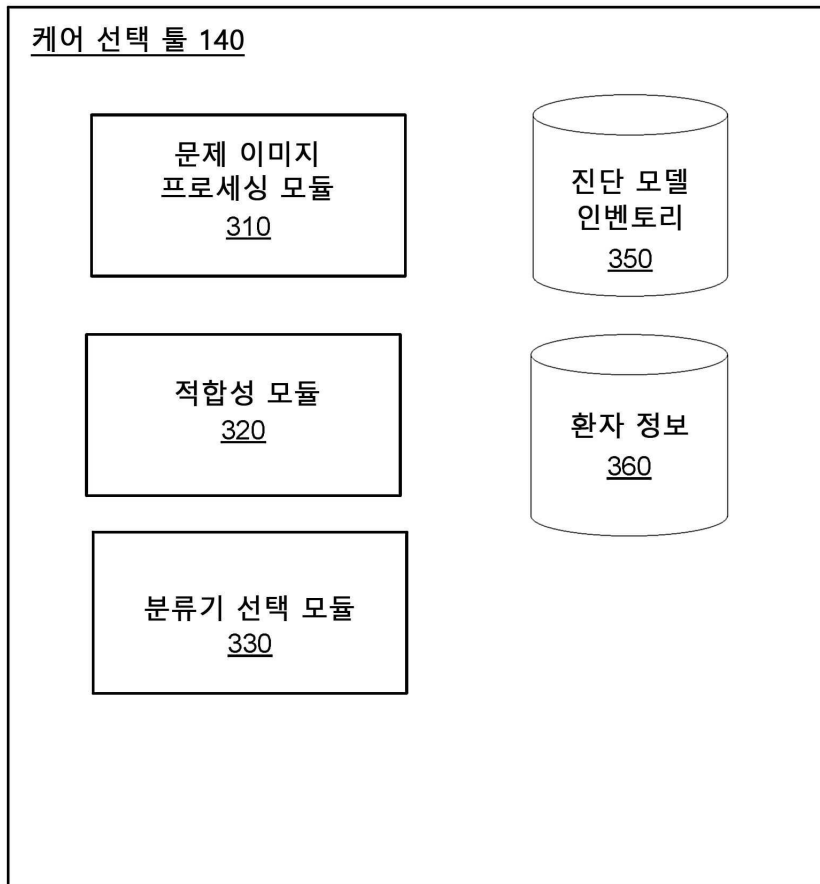 케어 선택 툴 140
문제 이미지
프로세싱 모듈
310
진단 모델
인벤토리
350
적합성 모듈
320
환자 정보
360
분류기 선택 모듈
330